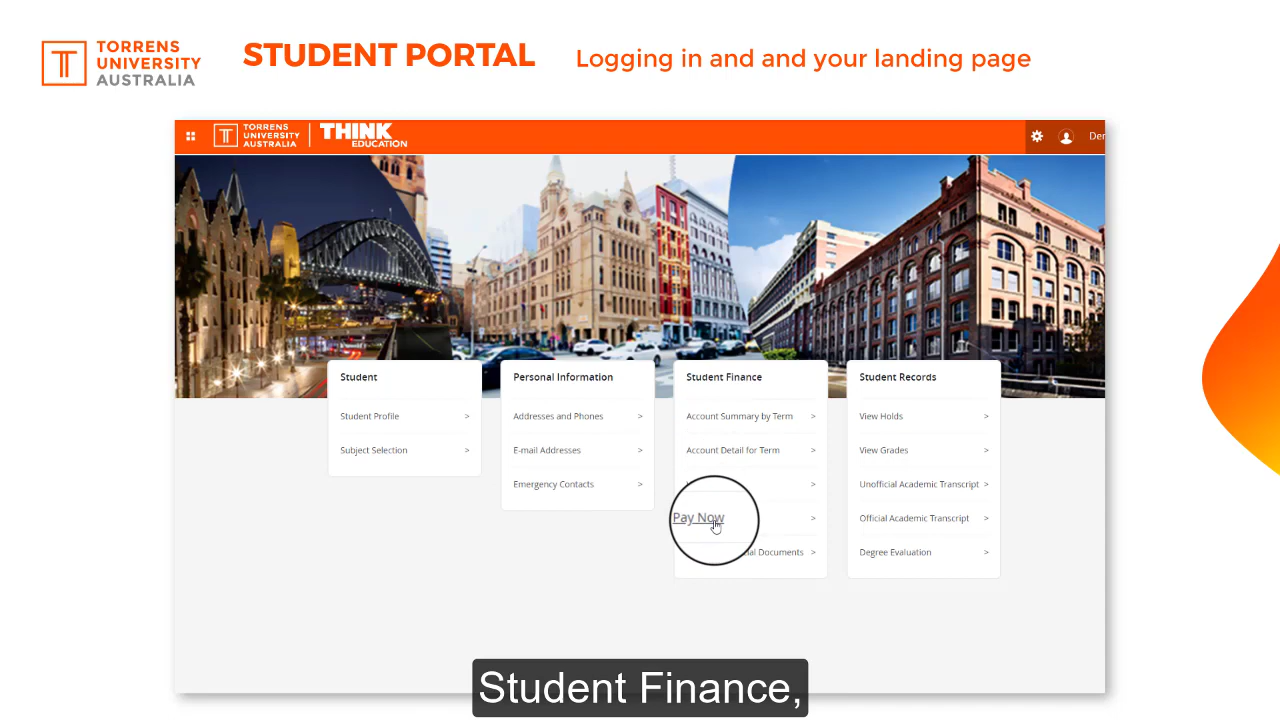 TORRENS
UNIVERSITY
AUSTRALIA
STUDENT PORTAL
Logging in and and your landing page
TORRENS
UNIVERSITY
AUSTRALIA
THINK
EDUCATION
Student
Student Profile >
Subject Selection >
Personal Information
Addresses and Phones >
E-mail Addresses >
Emergency Contacts >
Student Finance
Account Summary by Term >
Account Detail for Term >
>
Pay Now >
Documents >
Student Records
View Holds >
View Grades >
Unofficial Academic Transcript >
Official Academic Transcript >
Degree Evaluation >
Student Finance,